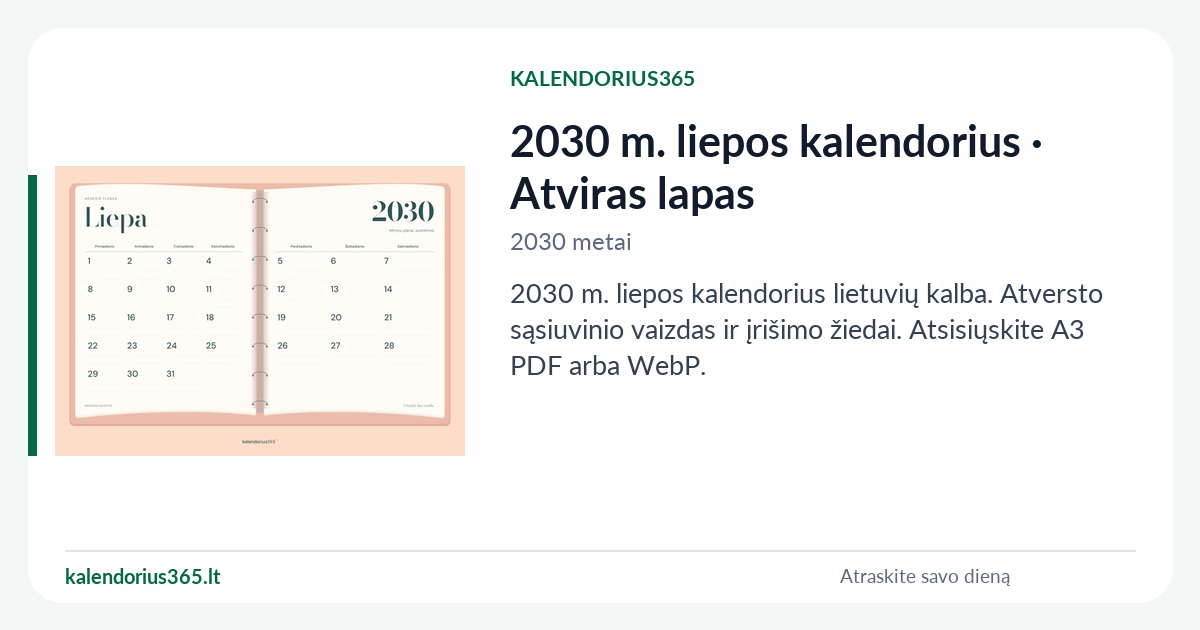 KALENDORIUS365
2030 m. liepos kalendorius ·
Atviras lapas
2030 metai
2030 m. liepos kalendorius lietuvių kalba. Atversto
sąsiuvinio vaizdas ir įrišimo žiedai. Atsisiųskite A3
PDF arba WebP.
Liepa
2030
Pirmadienis Antradienis Trečiadienis Ketvirtadienis Penktadienis Šeštadienis Sekmadienis
1 2 3 4 5 6 7
8 9 10 11 12 13 14
15 16 17 18 19 20 21
22 23 24 25 26 27 28
29 30 31
kalendorius365
kalendorius365.lt
Atraskite savo dieną